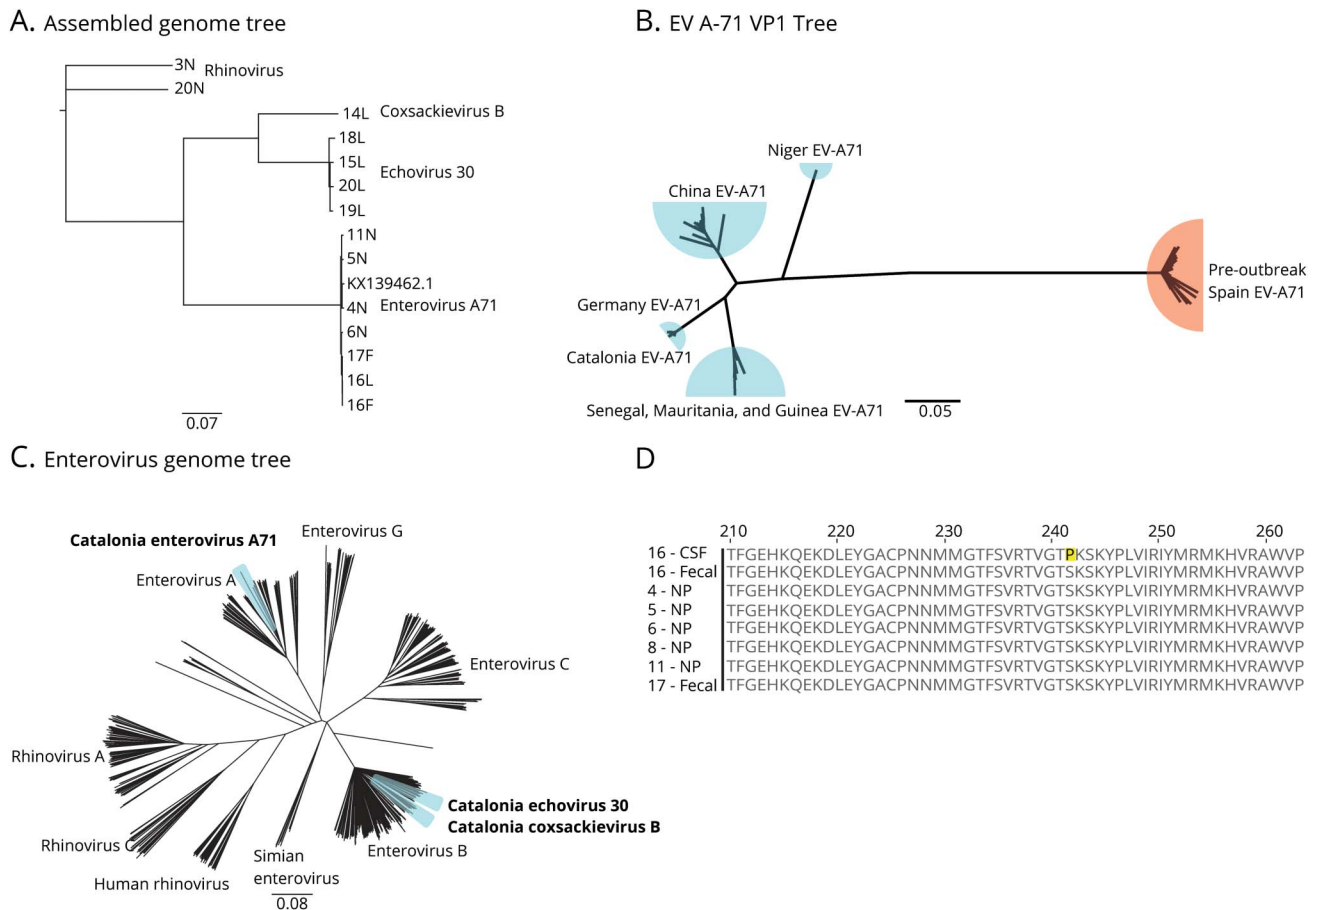 A. Assembled genome tree
3N
Rhinovirus
20N
14L
Coxsackievirus B
18L
15L
Echovirus 30
20L
19L
11N
5N
KX139462.1
4N
Enterovirus A71
6N
17F
16L
16F
0.07
B. EV A-71 VP1 Tree
Niger EV-A71
China EV-A71
Pre-outbreak
Spain EV-A71
Germany EV-A71
Catalonia EV-A71
Senegal, Mauritania, and Guinea EV-A71
0.05
C. Enterovirus genome tree
Catalonia enterovirus A71
Enterovirus G
Enterovirus A
Enterovirus C
Rhinovirus A
Catalonia echovirus 30
Catalonia coxsackievirus B
Rhinovirus C
Simian
enterovirus
Enterovirus B
Human rhinovirus
0.08
D
210 220 230 240 250 260
16 - CSF TFGEHKQEKDLEYGACPNNMMGTFSVRTVGTPKSKYPLVIRIYMRMKHVRAWVP
16 - Fecal TFGEHKQEKDLEYGACPNNMMGTFSVRTVGTSKSKYPLVIRIYMRMKHVRAWVP
4 - NP TFGEHKQEKDLEYGACPNNMMGTFSVRTVGTSKSKYPLVIRIYMRMKHVRAWVP
5 - NP TFGEHKQEKDLEYGACPNNMMGTFSVRTVGTSKSKYPLVIRIYMRMKHVRAWVP
6 - NP TFGEHKQEKDLEYGACPNNMMGTFSVRTVGTSKSKYPLVIRIYMRMKHVRAWVP
8 - NP TFGEHKQEKDLEYGACPNNMMGTFSVRTVGTSKSKYPLVIRIYMRMKHVRAWVP
11 - NP TFGEHKQEKDLEYGACPNNMMGTFSVRTVGTSKSKYPLVIRIYMRMKHVRAWVP
17 - Fecal TFGEHKQEKDLEYGACPNNMMGTFSVRTVGTSKSKYPLVIRIYMRMKHVRAWVP